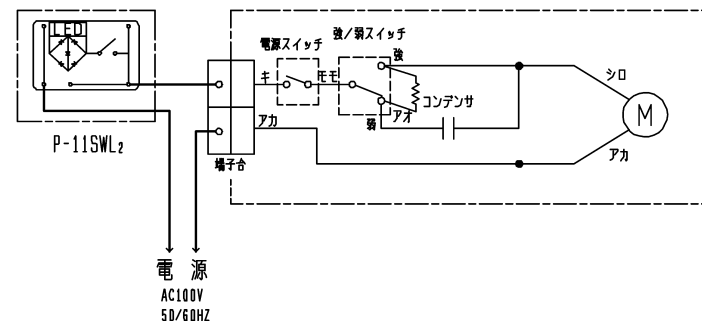 LED
P-11SWL₂
電源スイッチ
強/弱スイッチ
強
キ
モモ
コンデンサ
アオ
弱
アカ
端子台
シロ
M
アカ
電 源
AC100V
50/60HZ